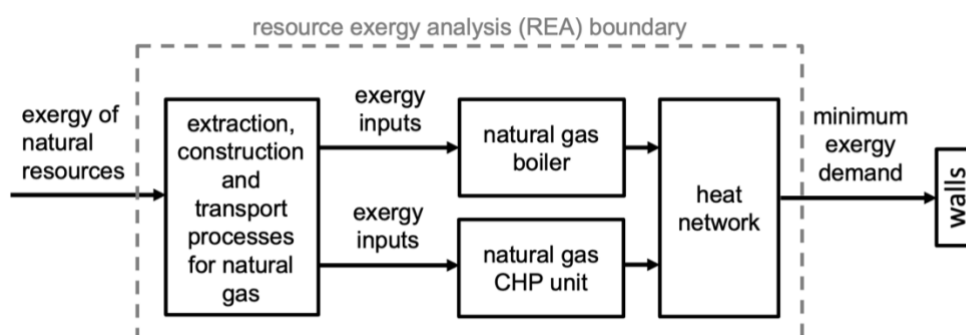 resource exergy analysis (REA) boundary
exergy of
natural
resources
extraction,
construction
and
transport
processes
for natural
gas
exergy
inputs
exergy
inputs
natural gas
boiler
natural gas
CHP unit
heat
network
minimum
exergy
demand
walls